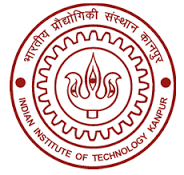 भारतीय प्रौद्योगिकी संस्थान कानपुर
INDIAN INSTITUTE OF TECHNOLOGY KANPUR